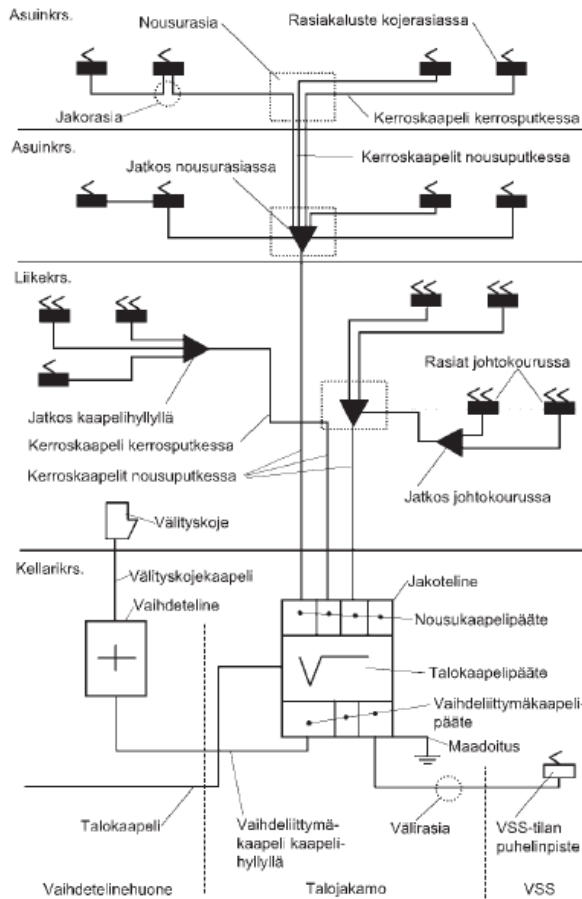 Asuinkrs.
Nousurasia
Rasiakaluste kojerasiassa
Jakorasia
Kerroskaapeli kerrosputkessa
Asuinkrs.
Jatkos nousurasiassa
Kerroskaapelit nousuputkessa
Liikekrs.
Rasiat johtokourussa
Jatkos kaapelihyllyllä
Kerroskaapeli kerrosputkessa
Kerroskaapelit nousuputkessa
Jatkos johtokourussa
Välityskoje
Kellarikrs.
Välityskojekaapeli
Vaihdeteline
Jakoteline
Nousukaapelipääte
Talokaapelipääte
Vaihdeliittymäkaapeli-
pääte
Maadoitus
Talokaapeli
Vaihdeliittymä-
kaapeli kaapeli-
hyllyllä
Välirasia
VSS-tilan
puhelinpiste
Vaihdetelinehuone
Talojakamo
VSS